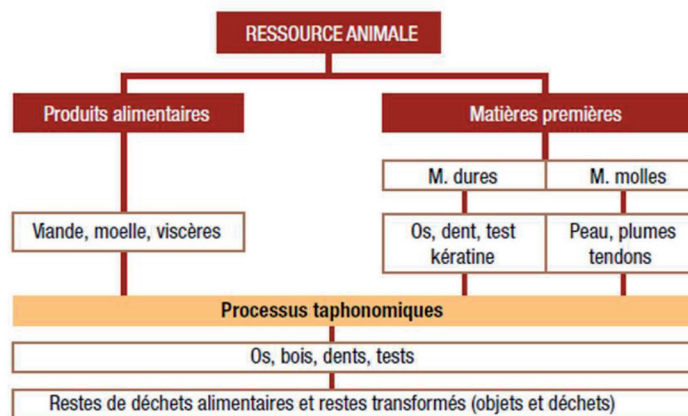 RESSOURCE ANIMALE
Produits alimentaires
Matières premières
M. dures
M. molles
Viande, moelle, viscères
Os, dent, test
kératine
Peau, plumes
tendons
Processus taphonomiques
Os, bois, dents, tests
Restes de déchets alimentaires et restes transformés (objets et déchets)